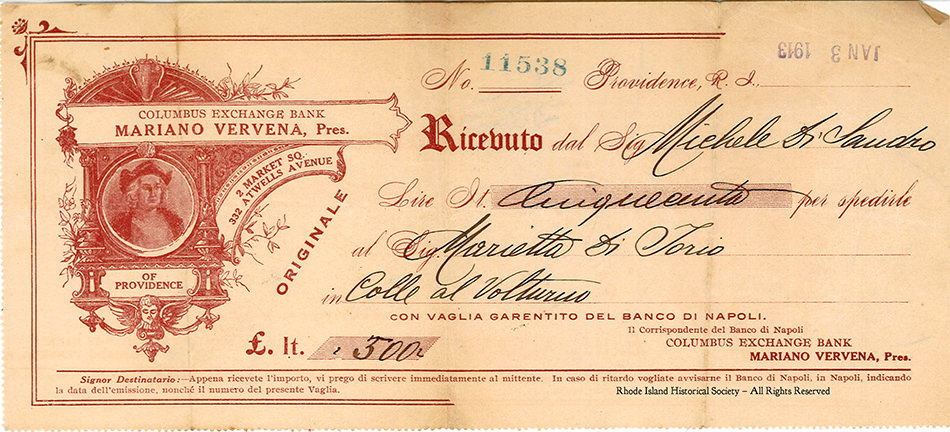 COLUMBUS EXCHANGE BANK
MARIANO VERVENA, Pres.
2 MARKET SQ.
332 ATWELLS AVENUE
OF
PROVIDENCE
ORIGINALE
No. 11538 Providence, R. I., JAN 3 1913
Ricevuto dal Sig Michele Di Sandro
Lire It. Cinquecento per spedirle
al Sig. Marietta Di Iorio
in Colle al Volturno
CON VAGLIA GARENTITO DEL BANCO DI NAPOLI.
Il Corrispondente del Banco di Napoli
COLUMBUS EXCHANGE BANK
MARIANO VERVENA, Pres.
£. It. 500
Signor Destinatario:—Appena ricevete l'importo, vi prego di scrivere immediatamente al mittente. In caso di ritardo vogliate avvisarne il Banco di Napoli, in Napoli, indicando
la data dell'emissione, nonché il numero del presente Vaglia.
Rhode Island Historical Society – All Rights Reserved